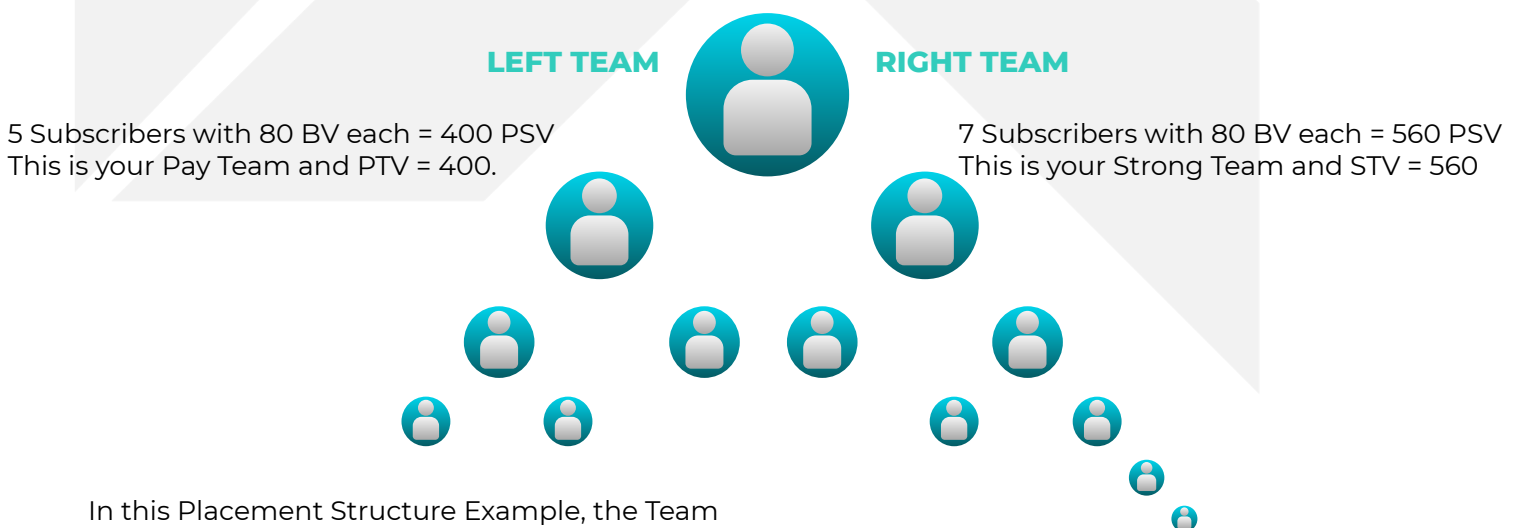 LEFT TEAM
RIGHT TEAM
5 Subscribers with 80 BV each = 400 PSV
This is your Pay Team and PTV = 400.
7 Subscribers with 80 BV each = 560 PSV
This is your Strong Team and STV = 560
In this Placement Structure Example, the Team